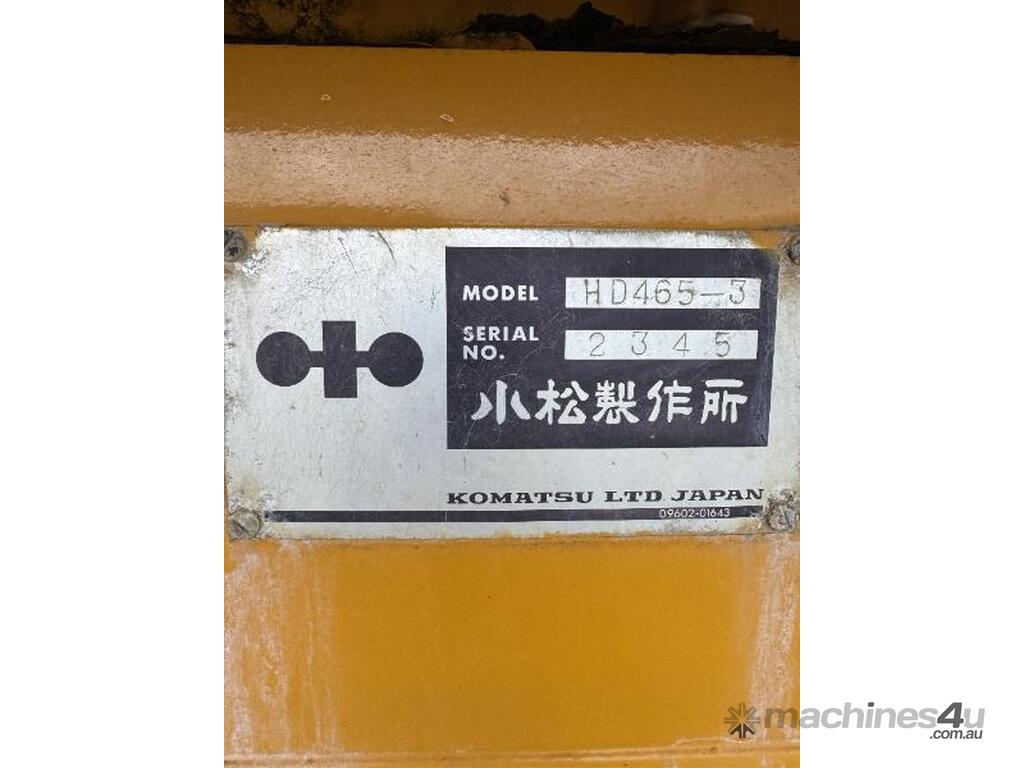 MODEL HD465-3
SERIAL NO. 2345
小松製作所
KOMATSU LTD JAPAN
09602-01643
machines4u
.com.au